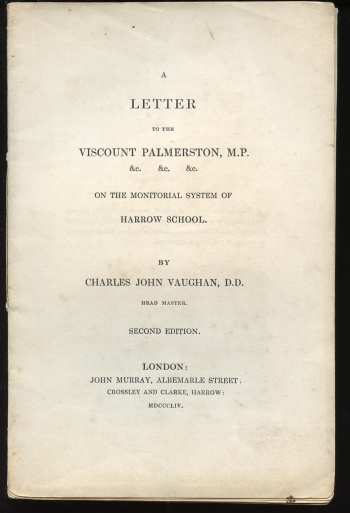 A
LETTER
TO THE
VISCOUNT PALMERSTON, M.P.
&c. &c. &c.
ON THE MONITORIAL SYSTEM OF
HARROW SCHOOL.
BY
CHARLES JOHN VAUGHAN, D.D.
HEAD MASTER.
SECOND EDITION.
LONDON:
JOHN MURRAY, ALBEMARLE STREET:
CROSSLEY AND CLARKE, HARROW:
MDCCCLIV.